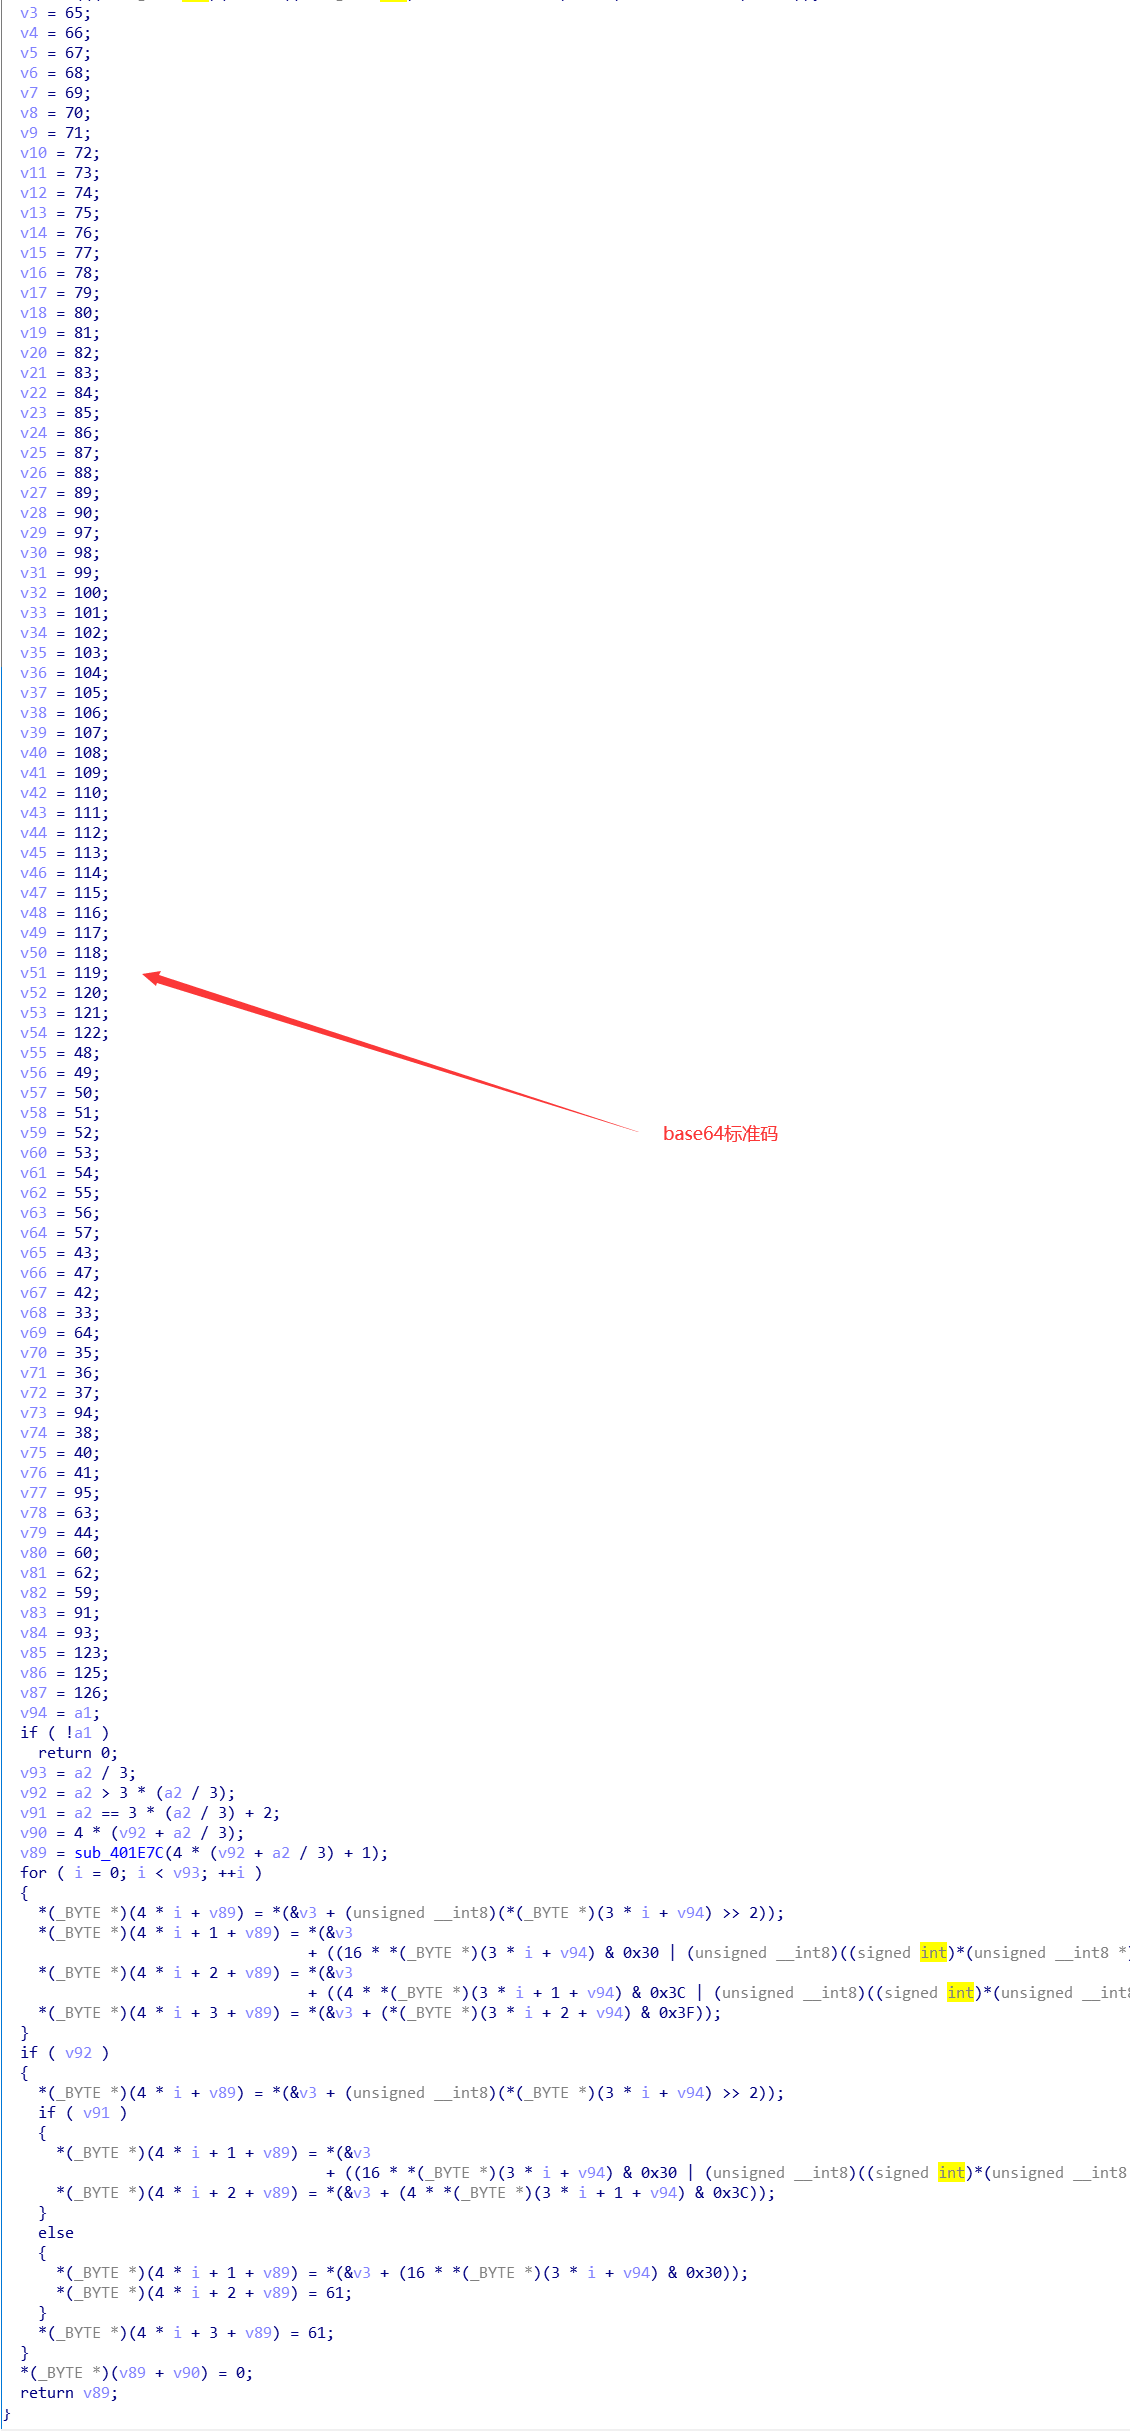 v3 = 65;
v4 = 66;
v5 = 67;
v6 = 68;
v7 = 69;
v8 = 70;
v9 = 71;
v10 = 72;
v11 = 73;
v12 = 74;
v13 = 75;
v14 = 76;
v15 = 77;
v16 = 78;
v17 = 79;
v18 = 80;
v19 = 81;
v20 = 82;
v21 = 83;
v22 = 84;
v23 = 85;
v24 = 86;
v25 = 87;
v26 = 88;
v27 = 89;
v28 = 90;
v29 = 97;
v30 = 98;
v31 = 99;
v32 = 100;
v33 = 101;
v34 = 102;
v35 = 103;
v36 = 104;
v37 = 105;
v38 = 106;
v39 = 107;
v40 = 108;
v41 = 109;
v42 = 110;
v43 = 111;
v44 = 112;
v45 = 113;
v46 = 114;
v47 = 115;
v48 = 116;
v49 = 117;
v50 = 118;
v51 = 119;
v52 = 120;
v53 = 121;
v54 = 122;
v55 = 48;
v56 = 49;
v57 = 50;
v58 = 51;
v59 = 52;
base64标准码
v60 = 53;
v61 = 54;
v62 = 55;
v63 = 56;
v64 = 57;
v65 = 43;
v66 = 47;
v67 = 42;
v68 = 33;
v69 = 64;
v70 = 35;
v71 = 36;
v72 = 37;
v73 = 94;
v74 = 38;
v75 = 40;
v76 = 41;
v77 = 95;
v78 = 63;
v79 = 44;
v80 = 60;
v81 = 62;
v82 = 59;
v83 = 91;
v84 = 93;
v85 = 123;
v86 = 125;
v87 = 126;
v94 = a1;
if ( !a1 )
return 0;
v93 = a2 / 3;
v92 = a2 > 3 * (a2 / 3);
v91 = a2 == 3 * (a2 / 3) + 2;
v90 = 4 * (v92 + a2 / 3);
v89 = sub_401E7C(4 * (v92 + a2 / 3) + 1);
for ( i = 0; i < v93; ++i )
{
*(_BYTE *)(4 * i + v89) = *(&v3 + (unsigned __int8)(*(_BYTE *)(3 * i + v94) >> 2));
*(_BYTE *)(4 * i + 1 + v89) = *(&v3
+ ((16 * *(_BYTE *)(3 * i + v94) & 0x30 | (unsigned __int8)((signed int)*(unsigned __int8 *)
*(_BYTE *)(4 * i + 2 + v89) = *(&v3
+ ((4 * *(_BYTE *)(3 * i + 1 + v94) & 0x3C | (unsigned __int8)((signed int)*(unsigned __int8
*(_BYTE *)(4 * i + 3 + v89) = *(&v3 + (*(_BYTE *)(3 * i + 2 + v94) & 0x3F));
}
if ( v92 )
{
*(_BYTE *)(4 * i + v89) = *(&v3 + (unsigned __int8)(*(_BYTE *)(3 * i + v94) >> 2));
if ( v91 )
{
*(_BYTE *)(4 * i + 1 + v89) = *(&v3
+ ((16 * *(_BYTE *)(3 * i + v94) & 0x30 | (unsigned __int8)((signed int)*(unsigned __int8
*(_BYTE *)(4 * i + 2 + v89) = *(&v3 + (4 * *(_BYTE *)(3 * i + 1 + v94) & 0x3C));
}
else
{
*(_BYTE *)(4 * i + 1 + v89) = *(&v3 + (16 * *(_BYTE *)(3 * i + v94) & 0x30));
*(_BYTE *)(4 * i + 2 + v89) = 61;
}
*(_BYTE *)(4 * i + 3 + v89) = 61;
}
*(_BYTE *)(v89 + v90) = 0;
return v89;
}